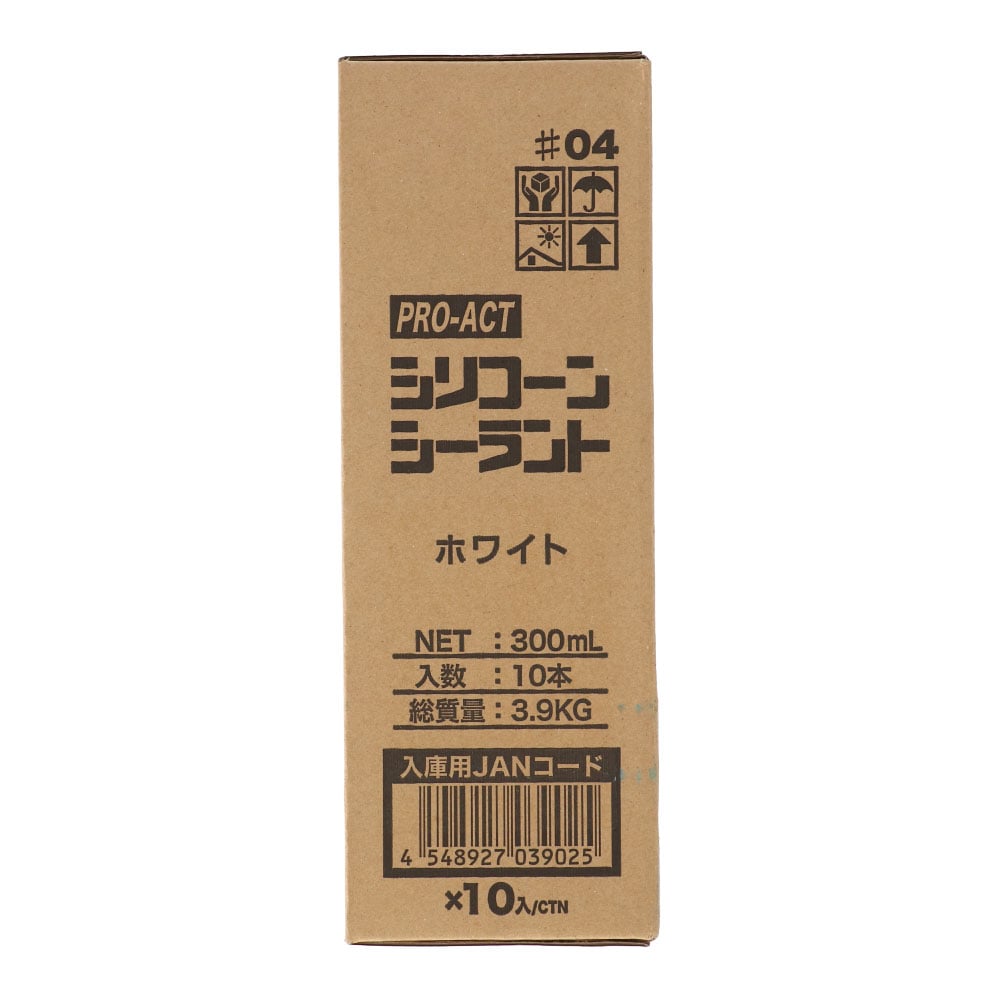 #04
PRO-ACT
シリコーン
シーラント
ホワイト
NET : 300mL
入数 : 10本
総質量 : 3.9KG
入庫用JANコード
4 548927 039025
×10入/CTN